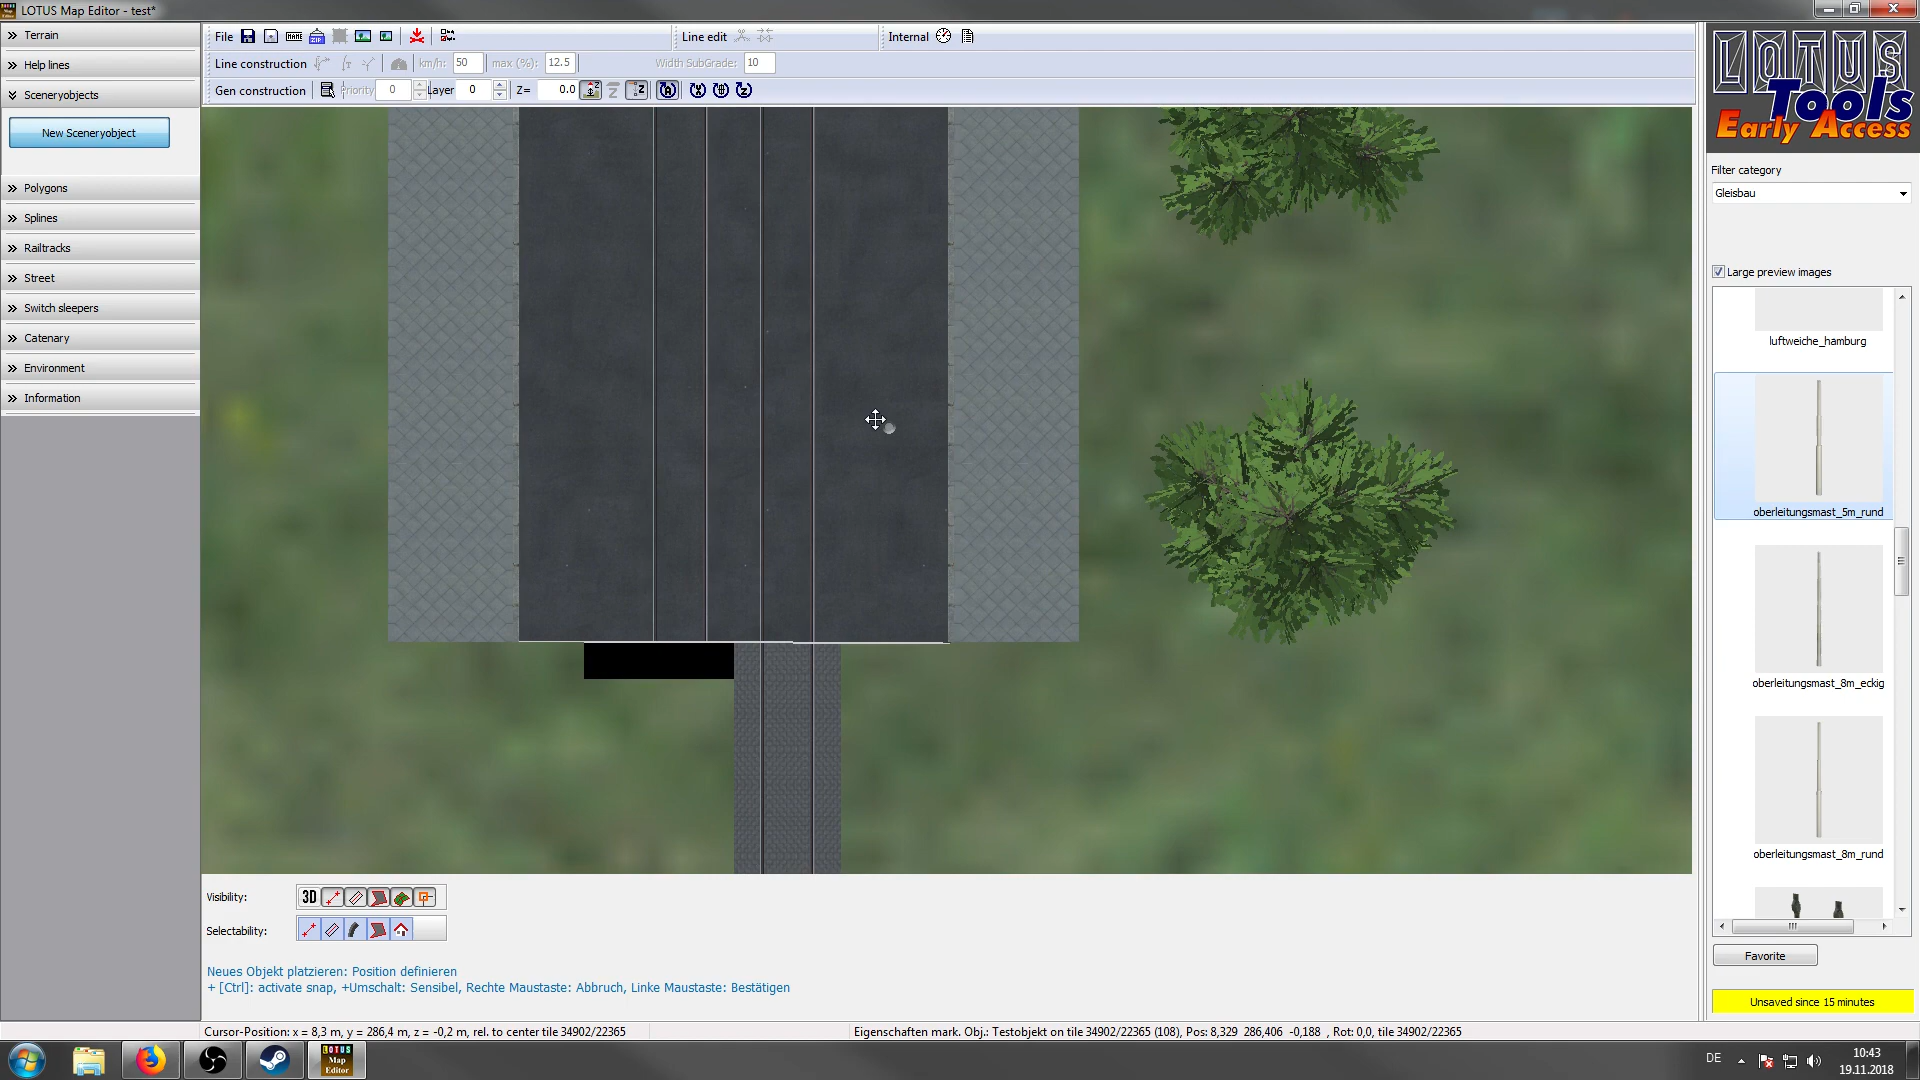 LOTUS Map Editor - test*
Terrain
Help lines
Sceneryobjects
New Sceneryobject
Polygons
Splines
Railtracks
Street
Switch sleepers
Catenary
Environment
Information
File
Line edit
Internal
Line construction
km/h: 50
max (%): 12.5
Width SubGrade: 10
Gen construction
Priority 0
Layer 0
Z= 0.0
LOTUS
Tools
Early Access
Filter category
Gleisbau
Large preview images
luftweiche_hamburg
oberleitungsmast_5m_rund
oberleitungsmast_8m_eckig
oberleitungsmast_8m_rund
Favorite
Unsaved since 15 minutes
Visibility: 3D
Selectability:
Neues Objekt platzieren: Position definieren
+ [Ctrl]: activate snap, +Umschalt: Sensibel, Rechte Maustaste: Abbruch, Linke Maustaste: Bestätigen
Cursor-Position: x = 8,3 m, y = 286,4 m, z = -0,2 m, rel. to center tile 34902/22365
Eigenschaften mark. Obj.: Testobjekt on tile 34902/22365 (108), Pos: 8,329 286,406 -0,188 , Rot: 0,0, tile 34902/22365
LOTUS
Map
Editor
DE
10:43
19.11.2018